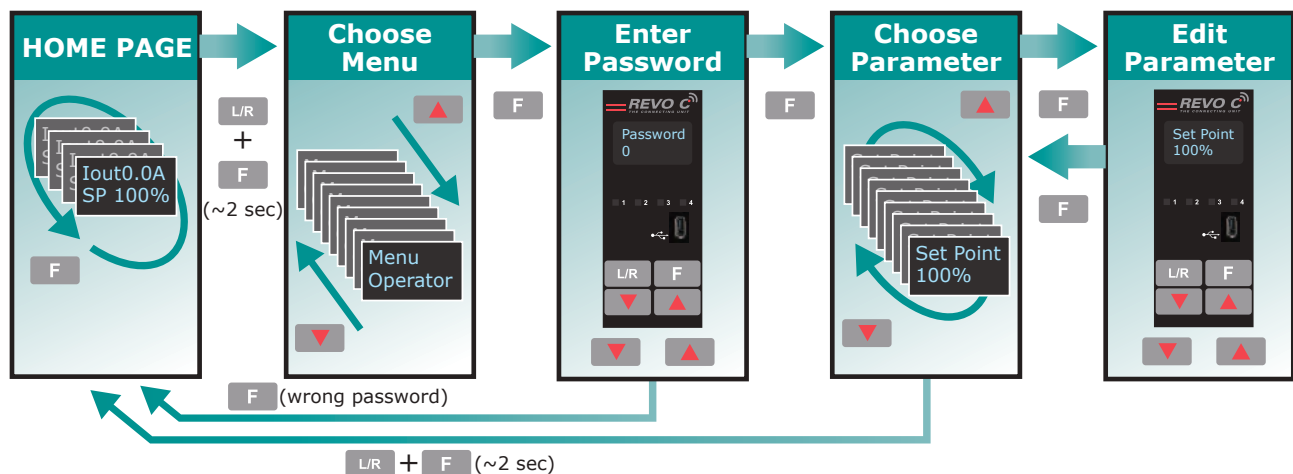 HOME PAGE
Iout0.0A
SP 100%
F
L/R
+
F
(~2 sec)
Choose
Menu
Menu
Operator
F
Enter
Password
REVO C
THE CONNECTING UNIT
Password
0
1 2 3 4
L/R F
F
Choose
Parameter
Set Point
100%
F
F
Edit
Parameter
REVO C
THE CONNECTING UNIT
Set Point
100%
1 2 3 4
L/R F
F (wrong password)
L/R + F (~2 sec)